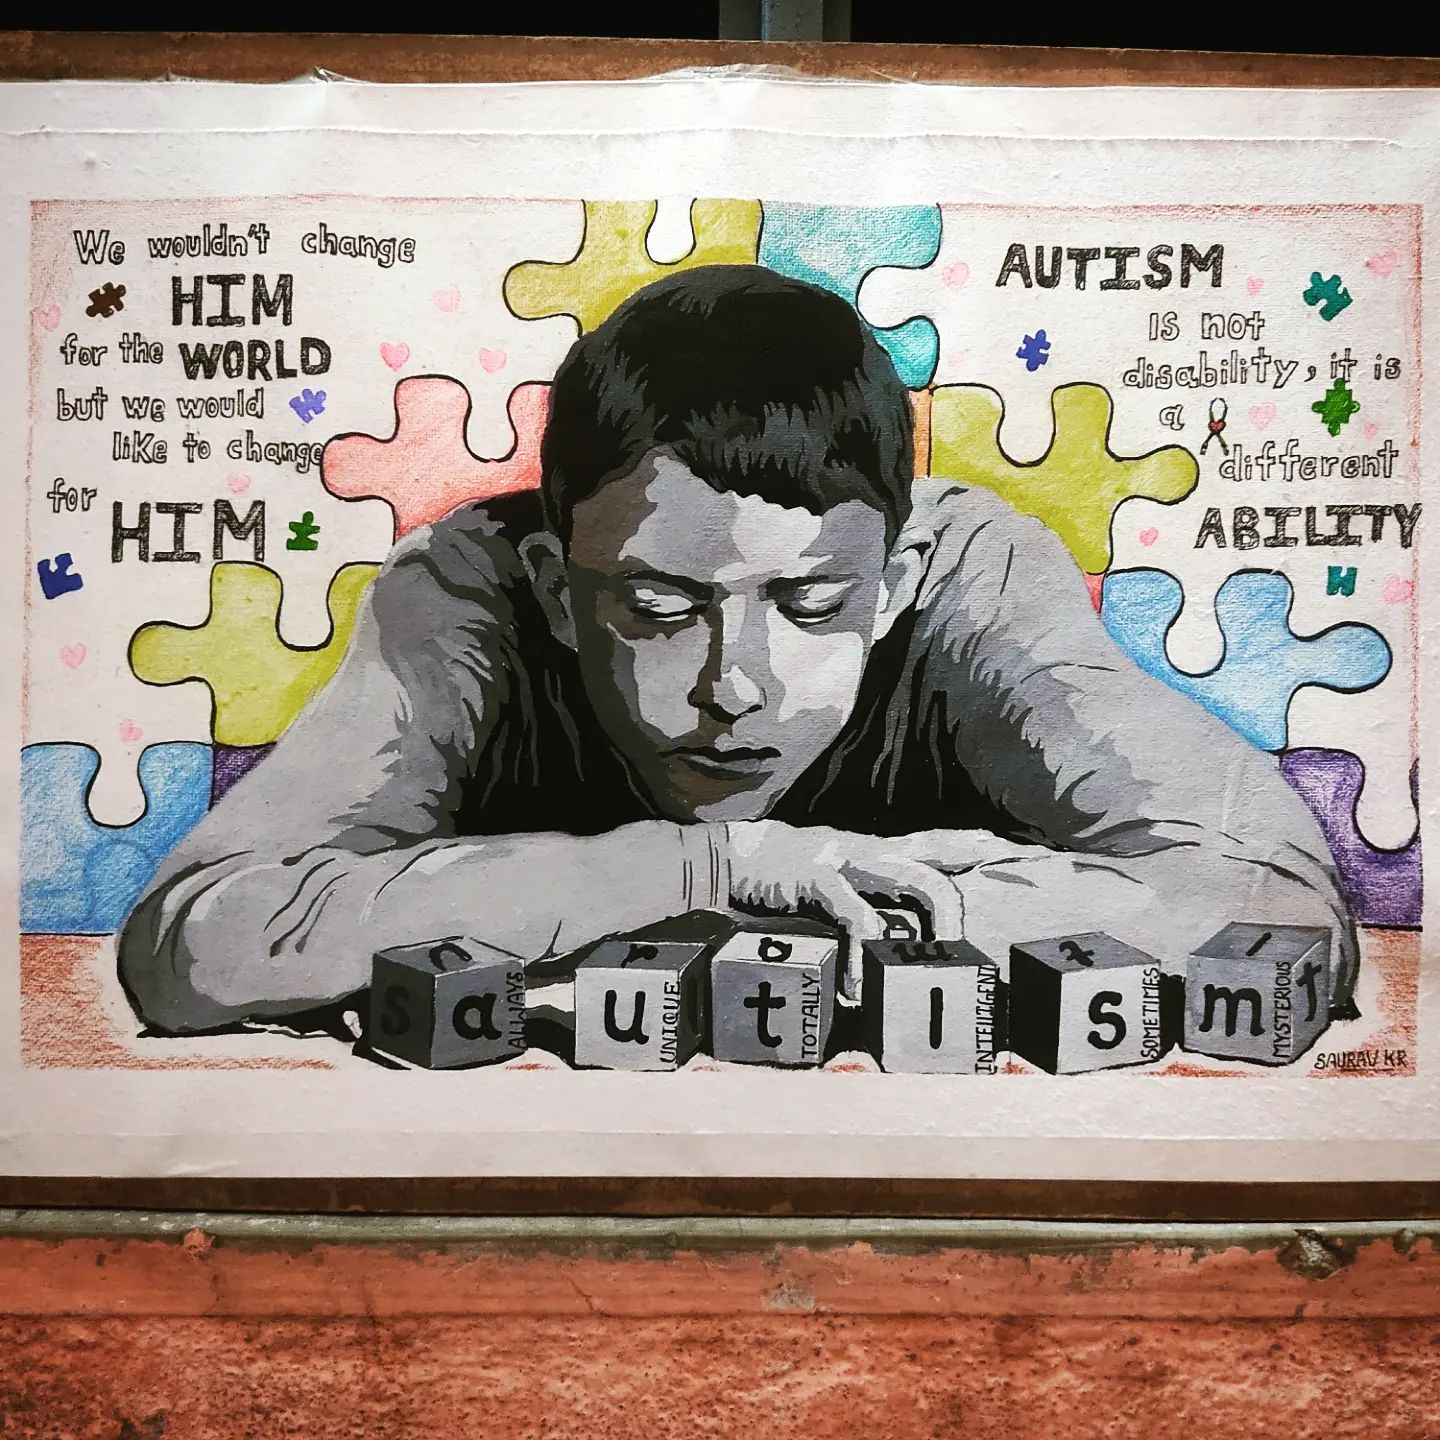 We wouldn't change
HIM
for the WORLD
but we would
like to change
for HIM
AUTISM
is not
disability, it is
a
different
ABILITY
n r o w t i
s a ALWAYS u UNIQUE t TOTALLY i INTELLIGENT s SOMETIMES m MYSTERIOUS t
SAURAV KR